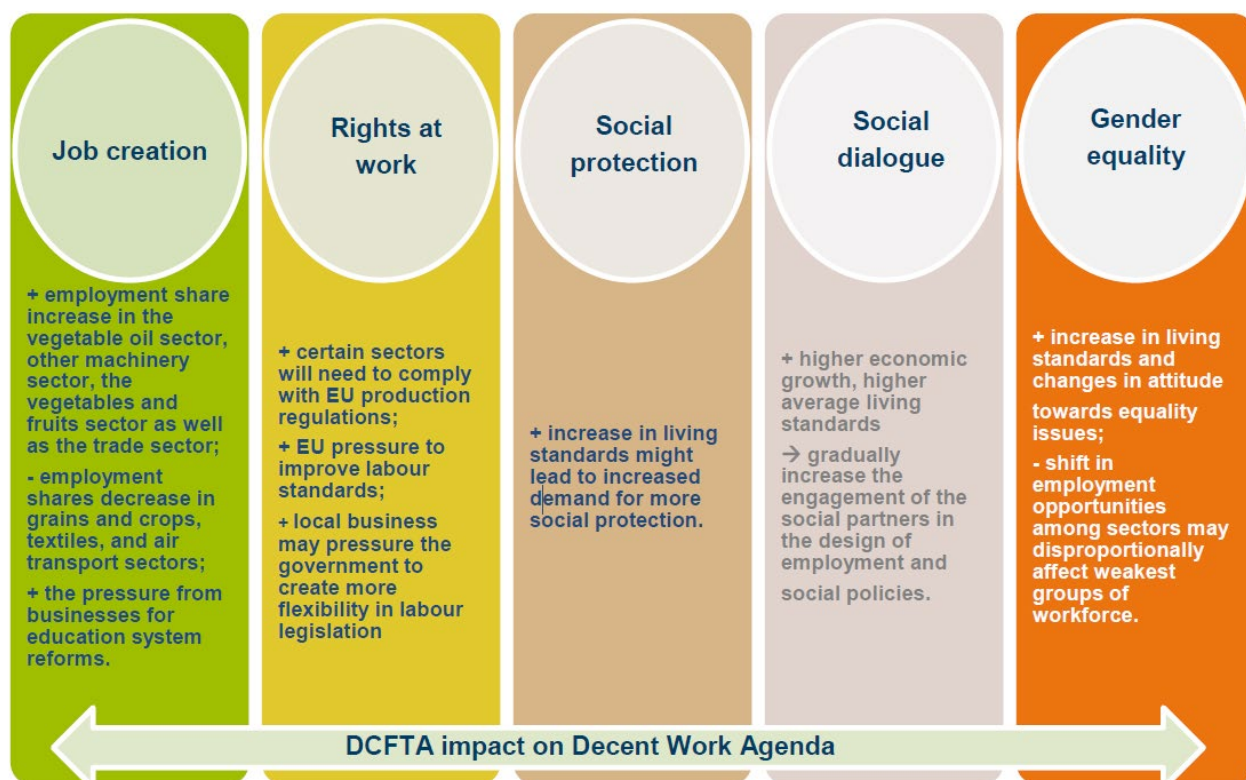 Job creation
+ employment share
increase in the
vegetable oil sector,
other machinery
sector, the
vegetables and
fruits sector as well
as the trade sector;
- employment
shares decrease in
grains and crops,
textiles, and air
transport sectors;
+ the pressure from
businesses for
education system
reforms.
Rights at
work
+ certain sectors
will need to comply
with EU production
regulations;
+ EU pressure to
improve labour
standards;
+ local business
may pressure the
government to
create more
flexibility in labour
legislation
Social
protection
+ increase in living
standards might
lead to increased
demand for more
social protection.
Social
dialogue
+ higher economic
growth, higher
average living
standards
→ gradually
increase the
engagement of the
social partners in
the design of
employment and
social policies.
Gender
equality
+ increase in living
standards and
changes in attitude
towards equality
issues;
- shift in
employment
opportunities
among sectors may
disproportionally
affect weakest
groups of
workforce.
DCFTA impact on Decent Work Agenda